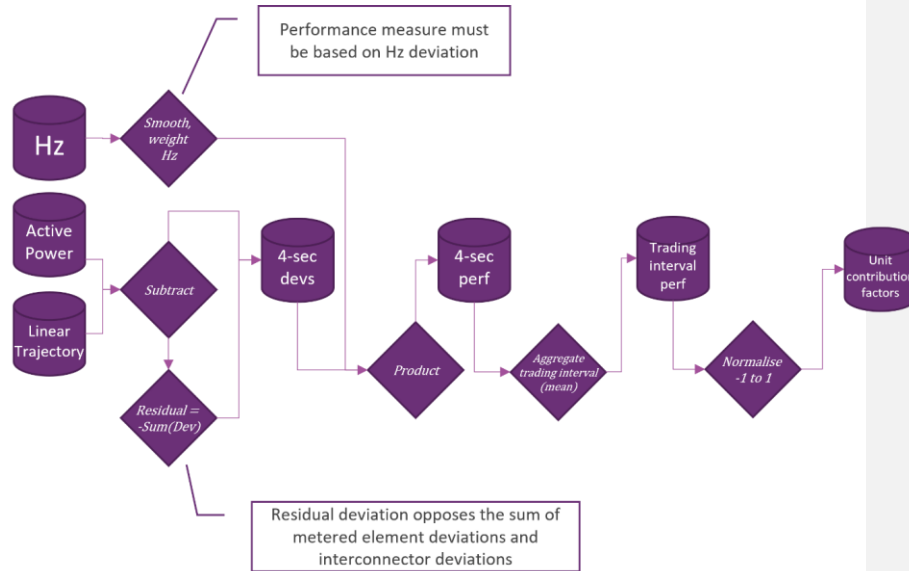 Performance measure must
be based on Hz deviation
Hz
Smooth,
weight
Hz
Active
Power
Linear
Trajectory
Subtract
4-sec
devs
4-sec
perf
Trading
interval
perf
Unit
contribution
factors
Product
Aggregate
trading interval
(mean)
Normalise
-1 to 1
Residual =
-Sum(Dev)
Residual deviation opposes the sum of
metered element deviations and
interconnector deviations